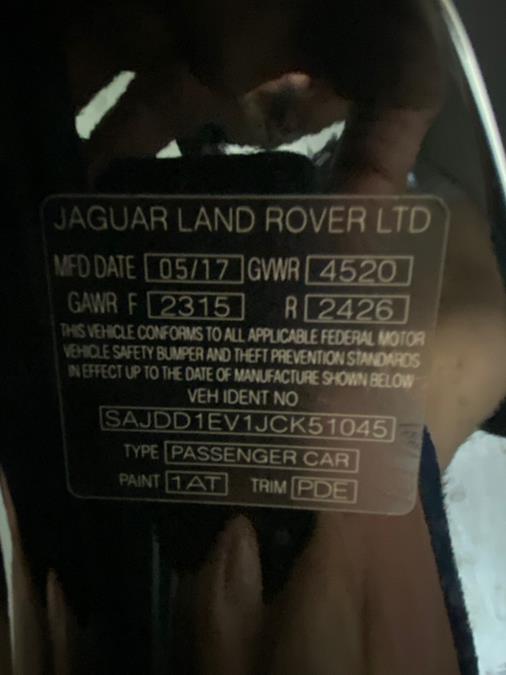 JAGUAR LAND ROVER LTD
MFD DATE 05/17 GVWR 4520
GAWR F 2315 R 2426
THIS VEHICLE CONFORMS TO ALL APPLICABLE FEDERAL MOTOR
VEHICLE SAFETY BUMPER AND THEFT PREVENTION STANDARDS
IN EFFECT UP TO THE DATE OF MANUFACTURE SHOWN BELOW
VEH IDENT NO
SAJDD1EV1JCK51045
TYPE PASSENGER CAR
PAINT 1AT TRIM PDE